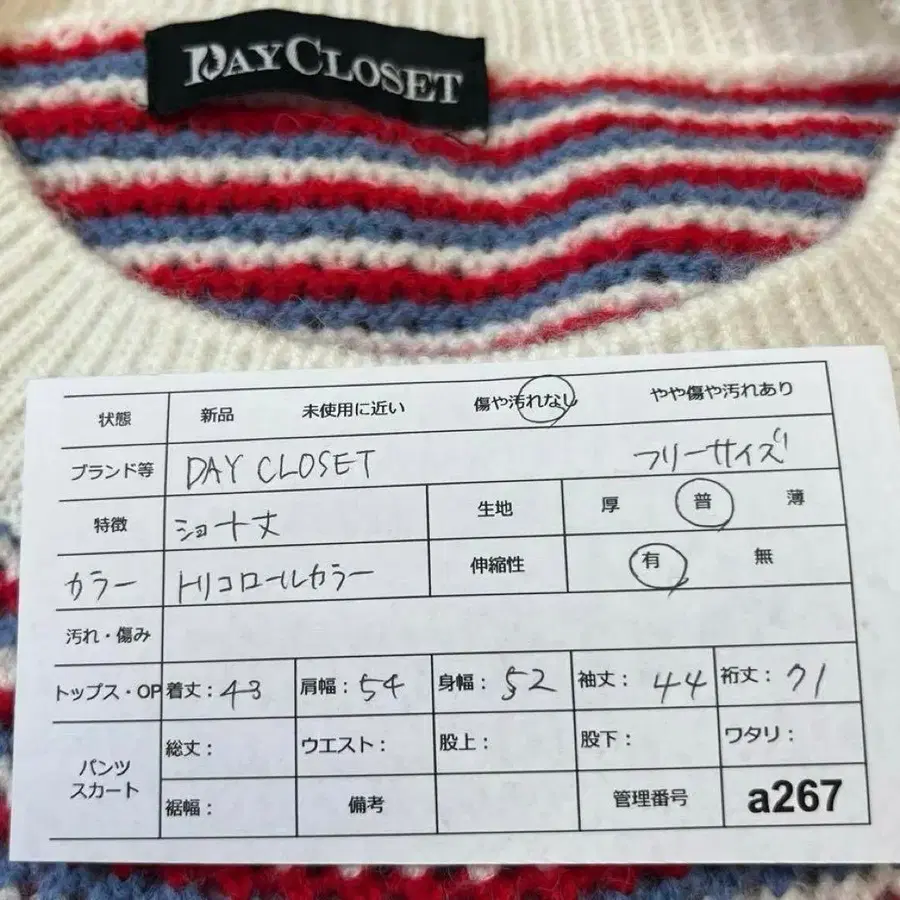 DAY CLOSET
状態 新品 未使用に近い 傷や汚れなし やや傷や汚れあり
ブランド等 DAY CLOSET フリーサイズ
特徴 ショート丈 生地 厚 普 薄
カラー トリコロールカラー 伸縮性 有 無
汚れ・傷み
トップス・OP 着丈：43 肩幅：54 身幅：52 袖丈：44 裄丈：71
パンツ スカート 総丈： ウエスト： 股上： 股下： ワタリ：
裾幅： 備考 管理番号 a267